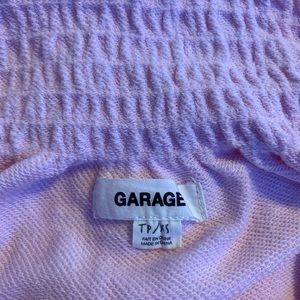 GARAGE
TP/XS
FAIT EN CHINE
MADE IN CHINA